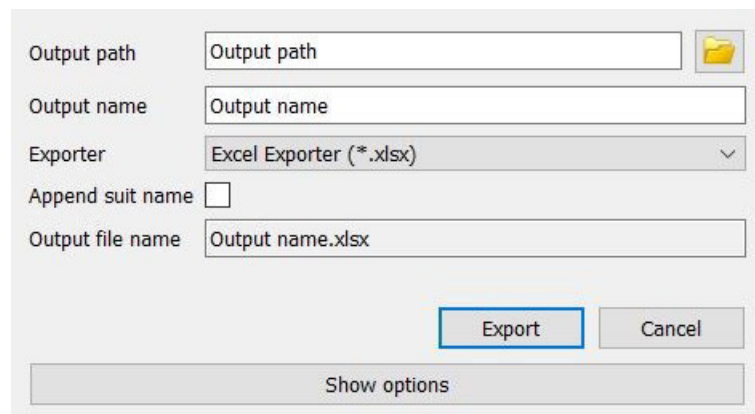 Output path Output path
Output name Output name
Exporter Excel Exporter (*.xlsx)
Append suit name
Output file name Output name.xlsx
Export Cancel
Show options